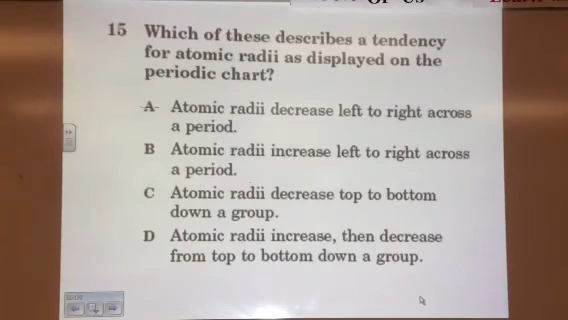 15 Which of these describes a tendency
for atomic radii as displayed on the
periodic chart?
A Atomic radii decrease left to right across
a period.
B Atomic radii increase left to right across
a period.
C Atomic radii decrease top to bottom
down a group.
D Atomic radii increase, then decrease
from top to bottom down a group.